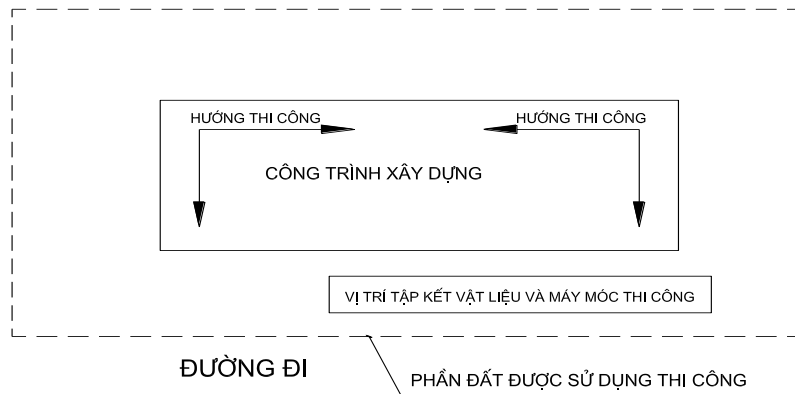 HƯỚNG THI CÔNG
HƯỚNG THI CÔNG
CÔNG TRÌNH XÂY DỰNG
VỊ TRÍ TẬP KẾT VẬT LIỆU VÀ MÁY MÓC THI CÔNG
ĐƯỜNG ĐI
PHẦN ĐẤT ĐƯỢC SỬ DỤNG THI CÔNG